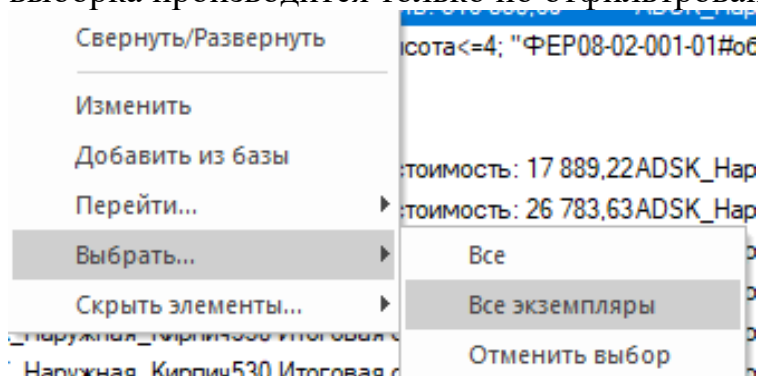 Свернуть/Развернуть
сота<=4; "ФЕР08-02-001-01#об
Изменить
Добавить из базы
тоимость: 17 889,22ADSK_Нар
Перейти...
тоимость: 26 783,63ADSK_Нар
Выбрать...
Все
Скрыть элементы...
Все экземпляры
Отменить выбор
_Наружная_Кирпич530 Итоговая с